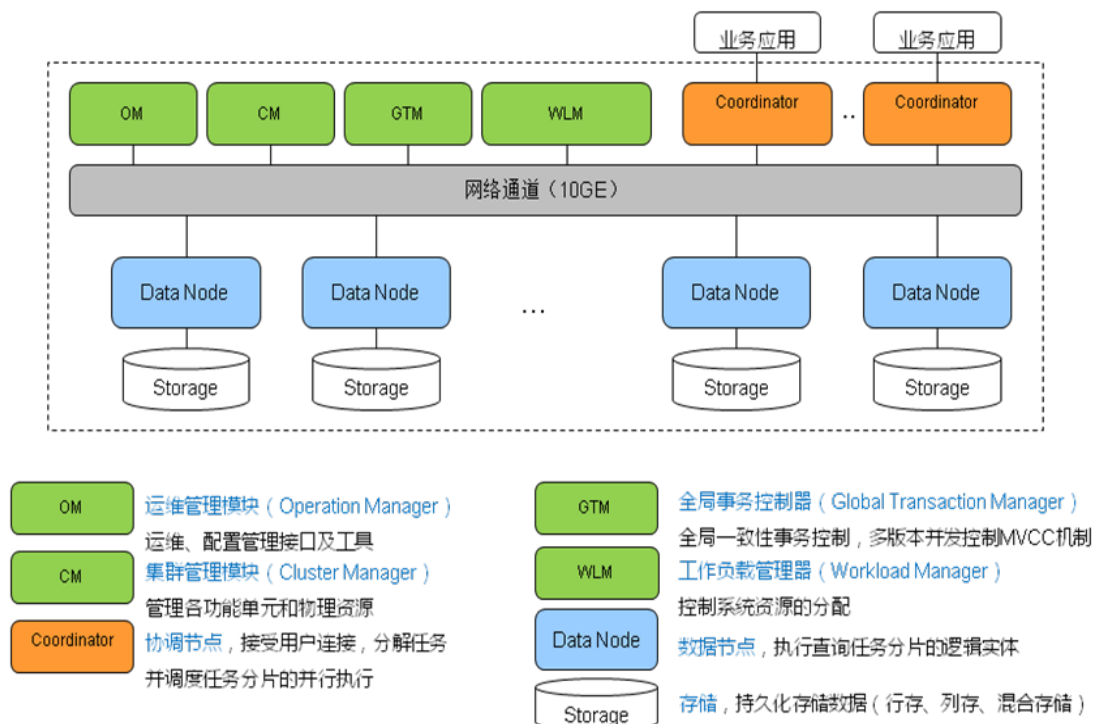 业务应用
业务应用
OM
CM
GTM
WLM
Coordinator
..
Coordinator
网络通道（10GE）
Data Node
Data Node
...
Data Node
Data Node
Storage
Storage
Storage
Storage
OM
运维管理模块（Operation Manager）
运维、配置管理接口及工具
CM
集群管理模块（Cluster Manager）
管理各功能单元和物理资源
Coordinator
协调节点，接受用户连接，分解任务
并调度任务分片的并行执行
GTM
全局事务控制器（Global Transaction Manager）
全局一致性事务控制，多版本并发控制MVCC机制
WLM
工作负载管理器（Workload Manager）
控制系统资源的分配
Data Node
数据节点，执行查询任务分片的逻辑实体
Storage
存储，持久化存储数据（行存、列存、混合存储）